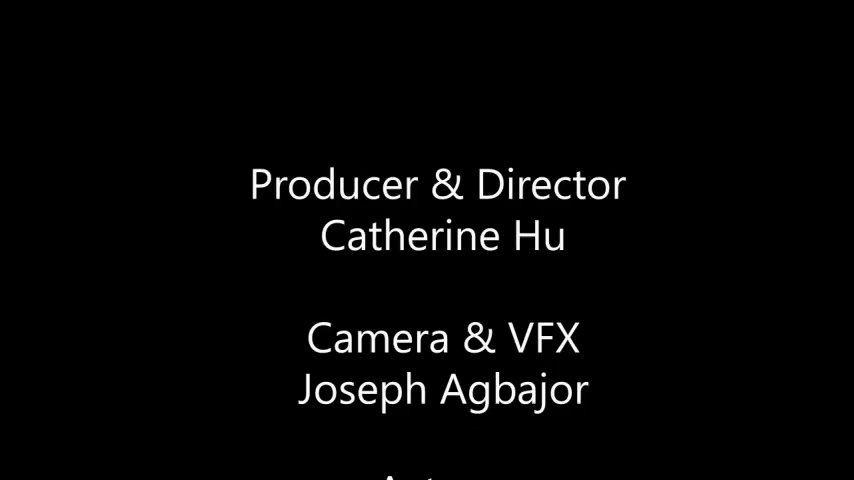 Producer & Director
Catherine Hu
Camera & VFX
Joseph Agbajor